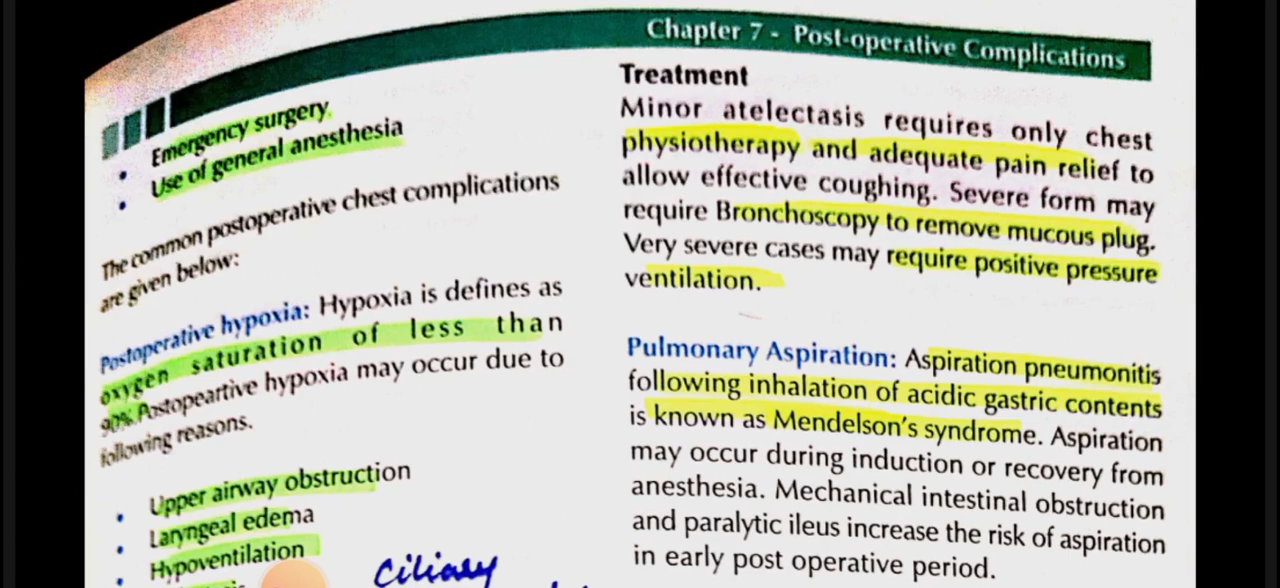 Chapter 7 - Post-operative Complications
Emergency surgery
Use of general anesthesia
The common postoperative chest complications
are given below:
Postoperative hypoxia: Hypoxia is defines as
oxygen saturation of less than
90%. Postopeartive hypoxia may occur due to
following reasons.
Upper airway obstruction
Laryngeal edema
Hypoventilation
ciliary
Treatment
Minor atelectasis requires only chest
physiotherapy and adequate pain relief to
allow effective coughing. Severe form may
require Bronchoscopy to remove mucous plug.
Very severe cases may require positive pressure
ventilation.
Pulmonary Aspiration: Aspiration pneumonitis
following inhalation of acidic gastric contents
is known as Mendelson's syndrome. Aspiration
may occur during induction or recovery from
anesthesia. Mechanical intestinal obstruction
and paralytic ileus increase the risk of aspiration
in early post operative period.